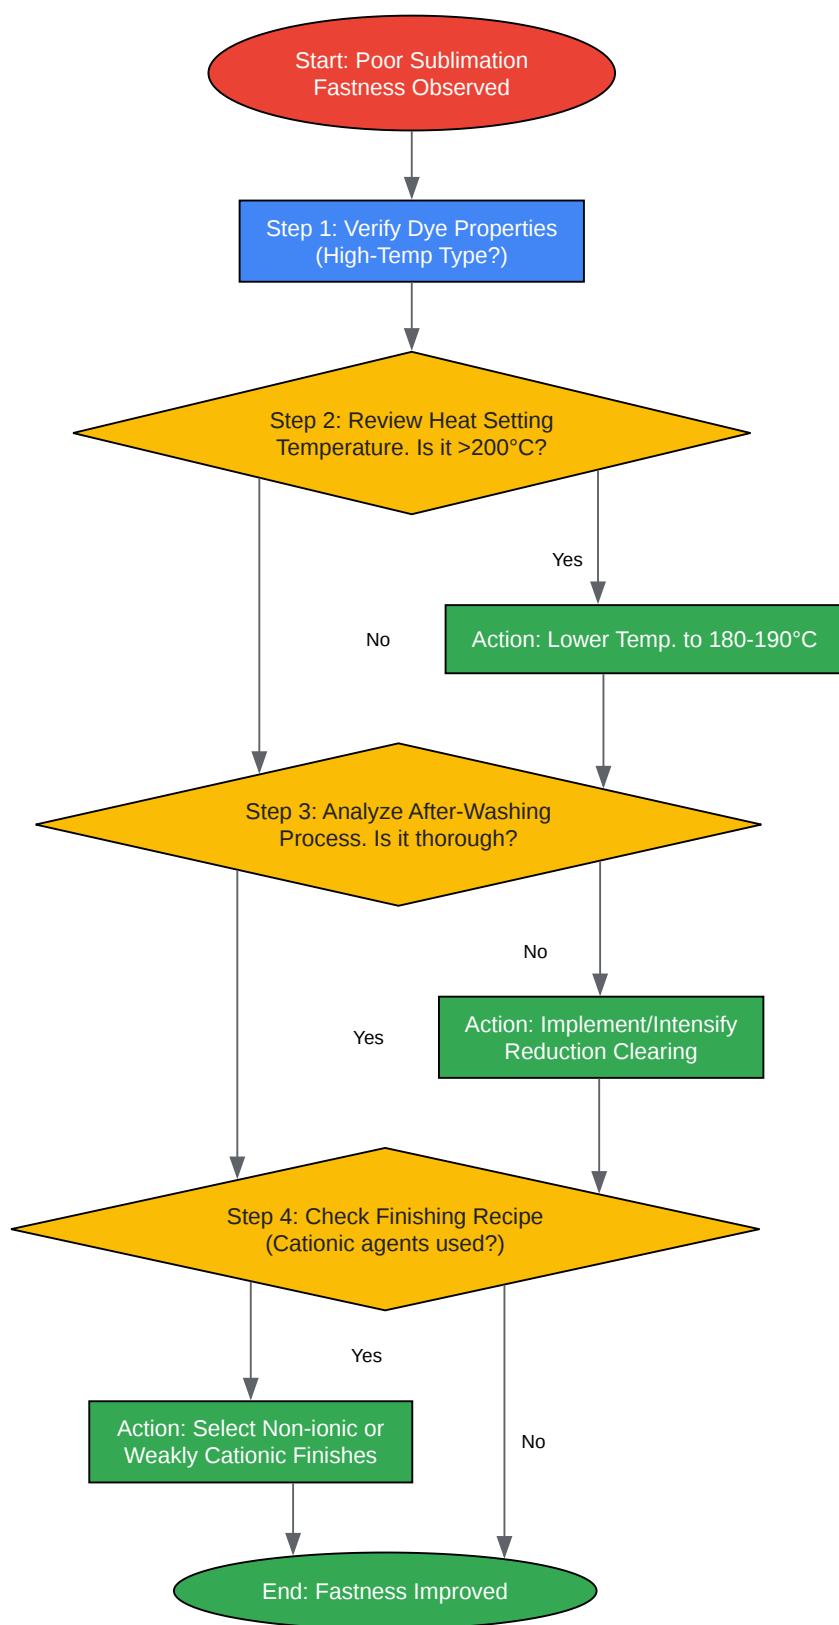 Start: Poor Sublimation
Fastness Observed
Step 1: Verify Dye Properties
(High-Temp Type?)
Step 2: Review Heat Setting
Temperature. Is it >200°C?
Yes
No
Action: Lower Temp. to 180-190°C
Step 3: Analyze After-Washing
Process. Is it thorough?
No
Yes
Action: Implement/Intensify
Reduction Clearing
Step 4: Check Finishing Recipe
(Cationic agents used?)
Yes
Action: Select Non-ionic or
Weakly Cationic Finishes
No
End: Fastness Improved